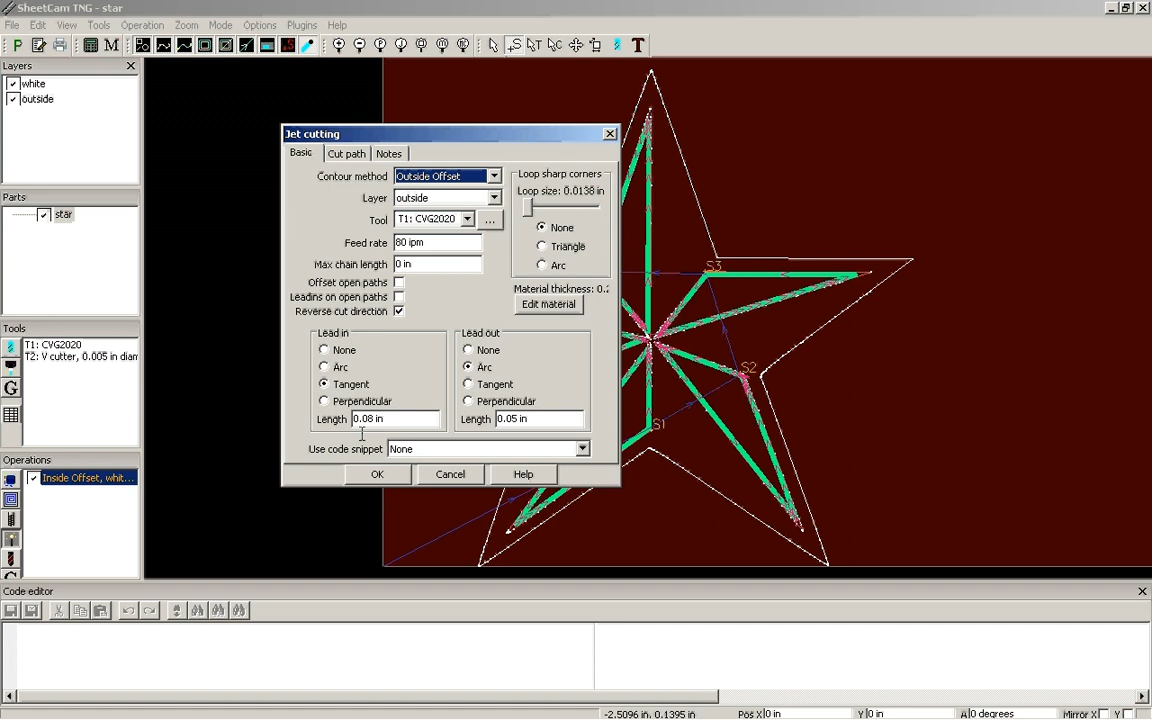 SheetCam TNG - star
File Edit View Tools Operation Zoom Mode Options Plugins Help
P M T
Layers
white
outside
Parts
star
Tools
T1: CVG2020
T2: V cutter, 0.005 in diam
Operations
Inside Offset, whit...
Jet cutting
Basic Cut path Notes
Contour method Outside Offset
Layer outside
Tool T1: CVG2020 ...
Feed rate 80 ipm
Max chain length 0 in
Offset open paths
Leadins on open paths
Reverse cut direction
Loop sharp corners
Loop size: 0.0138 in
None
Triangle
Arc
Material thickness: 0.2
Edit material
Lead in
None
Arc
Tangent
Perpendicular
Length 0.08 in
Lead out
None
Arc
Tangent
Perpendicular
Length 0.05 in
Use code snippet None
OK Cancel Help
S3
S2
S1
Code editor
-2.5096 in, 0.1395 in Pos X 0 in Y 0 in A 0 degrees Mirror X Y